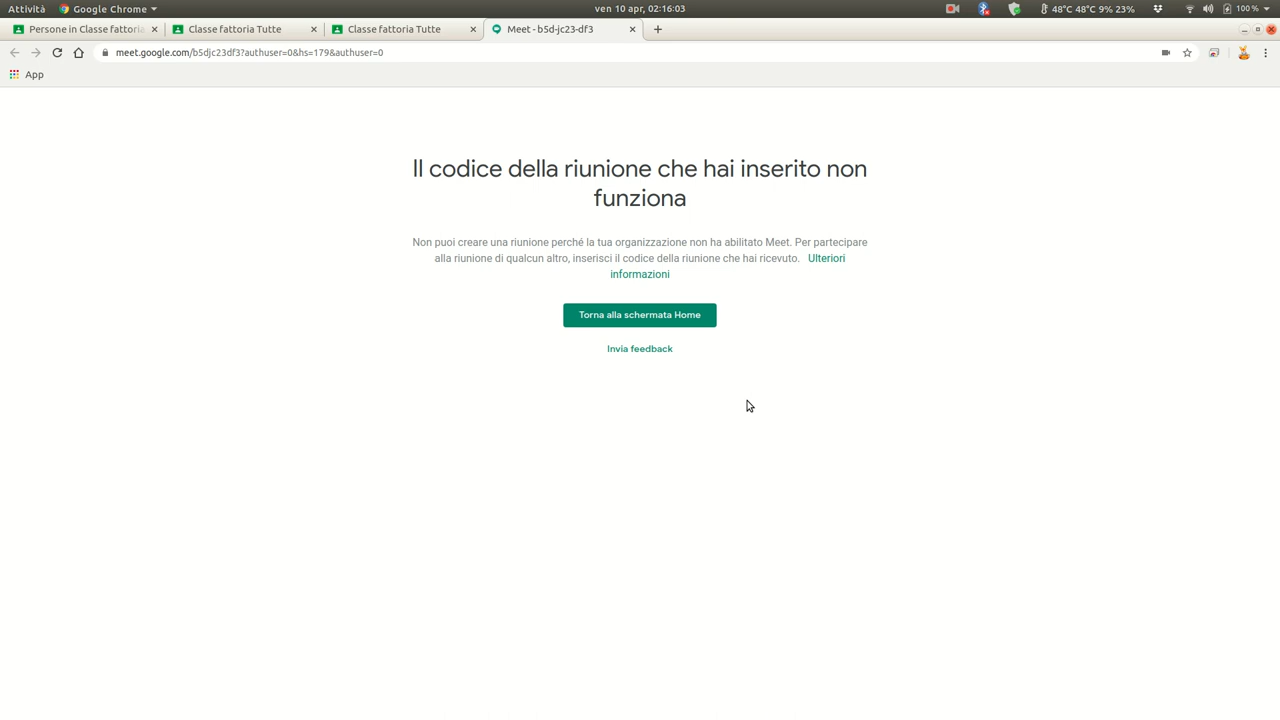 Attività Google Chrome ven 10 apr, 02:16:03 48°C 48°C 9% 23% 100 %
Persone in Classe fattoria Classe fattoria Tutte Classe fattoria Tutte Meet - b5d-jc23-df3
meet.google.com/b5djc23df3?authuser=0&hs=179&authuser=0
App
Il codice della riunione che hai inserito non
funziona
Non puoi creare una riunione perché la tua organizzazione non ha abilitato Meet. Per partecipare
alla riunione di qualcun altro, inserisci il codice della riunione che hai ricevuto. Ulteriori
informazioni
Torna alla schermata Home
Invia feedback